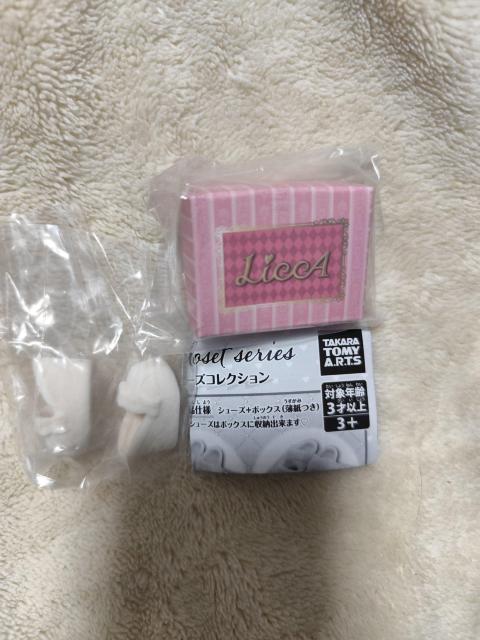 LiccA
loset series
ーズコレクション
品仕様 シューズ+ボックス(薄紙つき)
シューズはボックスに収納出来ます♡
TAKARA
TOMY
A.R.T.S
対象年齢
3才以上
3+